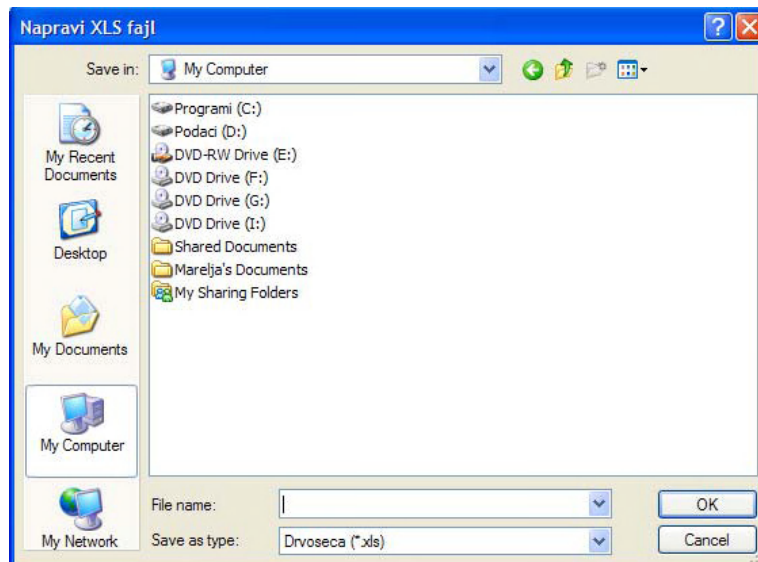 Napravi XLS fajl
Save in:
My Computer
My Recent
Documents
Desktop
My Documents
My Computer
My Network
Programi (C:)
Podaci (D:)
DVD-RW Drive (E:)
DVD Drive (F:)
DVD Drive (G:)
DVD Drive (I:)
Shared Documents
Marelja's Documents
My Sharing Folders
File name:
OK
Save as type:
Drvoseca (*.xls)
Cancel